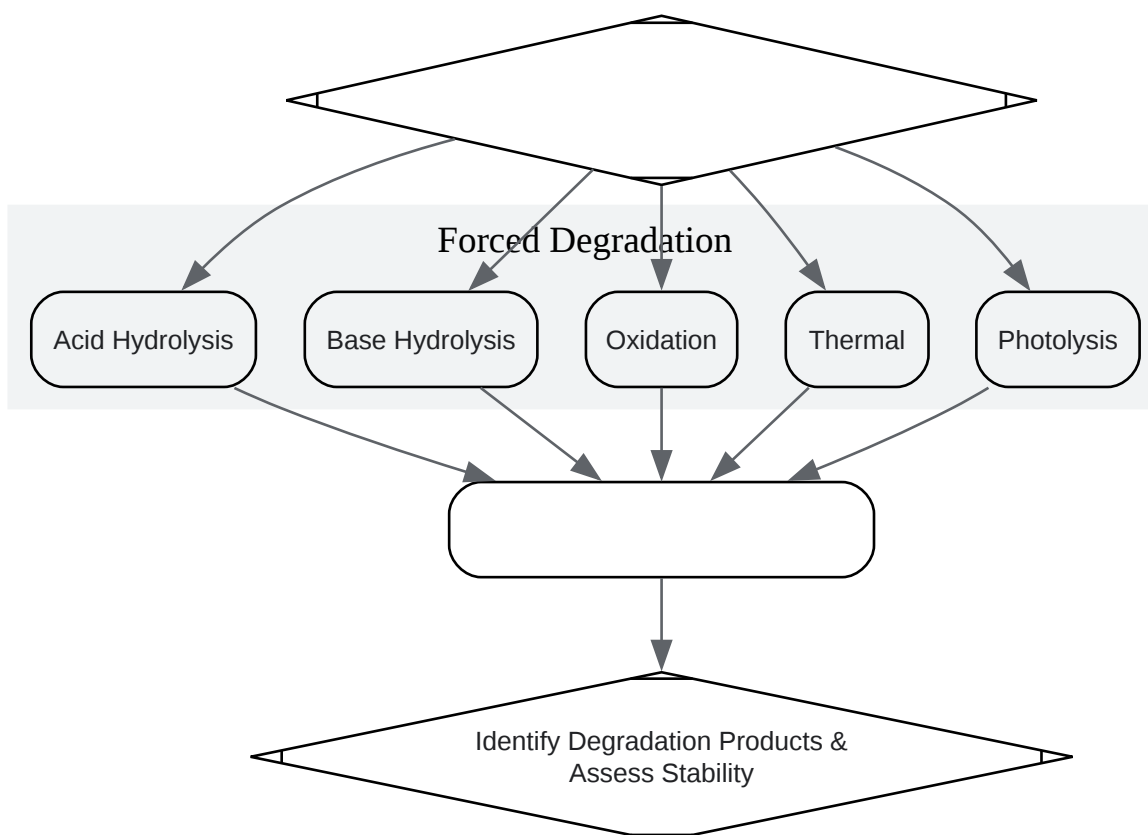 Forced Degradation
Acid Hydrolysis
Base Hydrolysis
Oxidation
Thermal
Photolysis
Identify Degradation Products &
Assess Stability